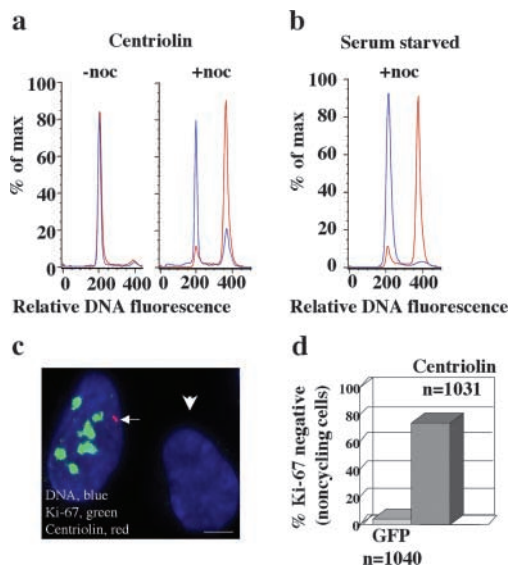 a
Centriolin
-noc
+noc
% of max
100
80
60
40
20
0
0 200 400
0 200 400
Relative DNA fluorescence
b
Serum starved
+noc
% of max
100
80
60
40
20
0
0 200 400
Relative DNA fluorescence
c
DNA, blue
Ki-67, green
Centriolin, red
d
Centriolin
n=1031
% Ki-67 negative
(noncycling cells)
100
80
60
40
20
0
GFP
n=1040